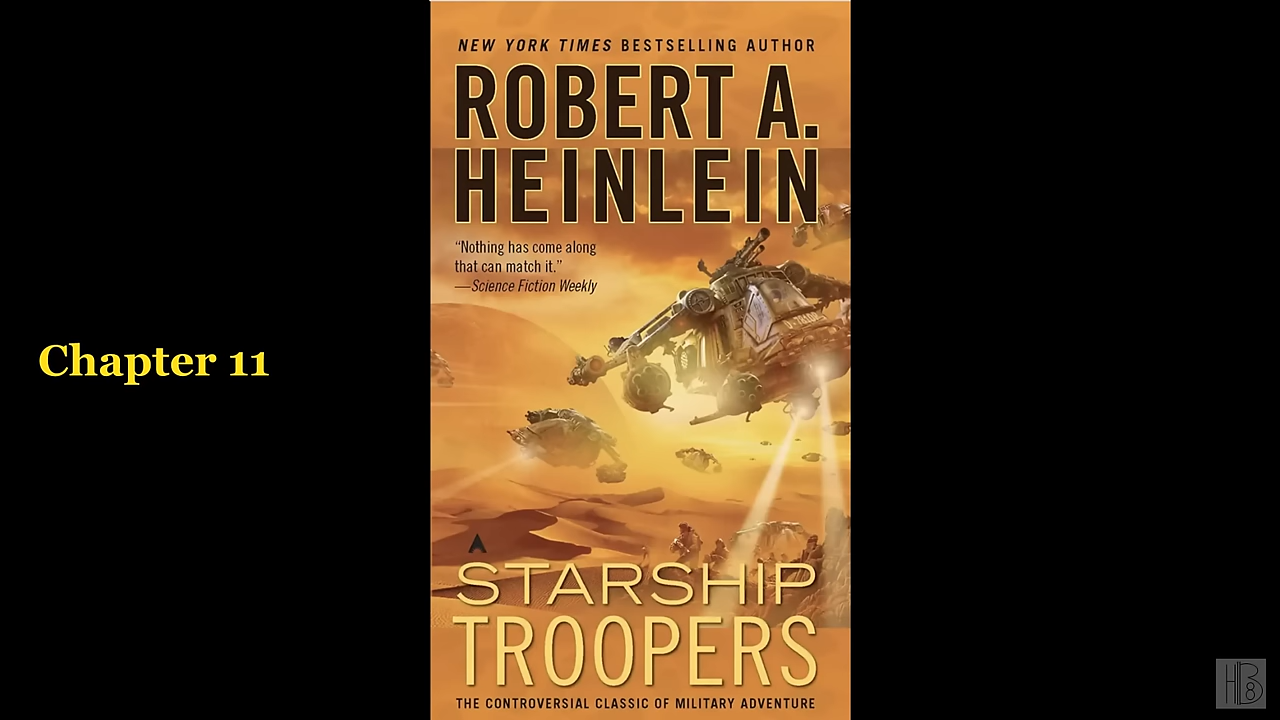 NEW YORK TIMES BESTSELLING AUTHOR
ROBERT A.
HEINLEIN
“Nothing has come along
that can match it.”
—Science Fiction Weekly
Chapter 11
STARSHIP
TROOPERS
THE CONTROVERSIAL CLASSIC OF MILITARY ADVENTURE